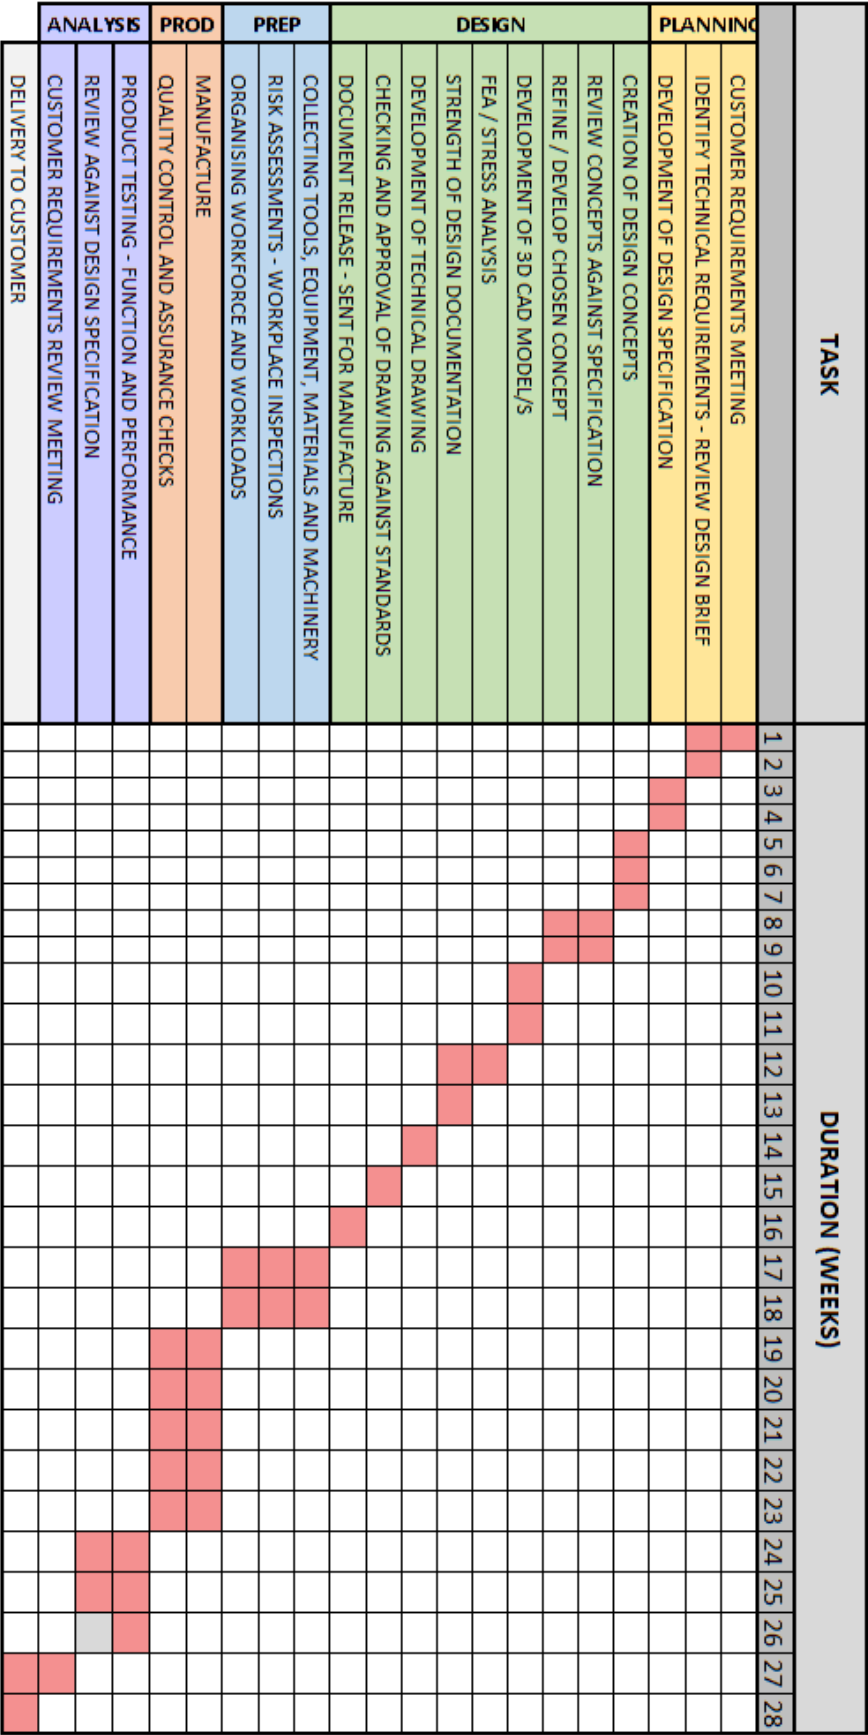 TASK
DURATION (WEEKS)
1 2 3 4 5 6 7 8 9 10 11 12 13 14 15 16 17 18 19 20 21 22 23 24 25 26 27 28
PLANNING
CUSTOMER REQUIREMENTS MEETING
IDENTIFY TECHNICAL REQUIREMENTS - REVIEW DESIGN BRIEF
DEVELOPMENT OF DESIGN SPECIFICATION
DESIGN
CREATION OF DESIGN CONCEPTS
REVIEW CONCEPTS AGAINST SPECIFICATION
REFINE / DEVELOP CHOSEN CONCEPT
DEVELOPMENT OF 3D CAD MODEL/S
FEA / STRESS ANALYSIS
STRENGTH OF DESIGN DOCUMENTATION
DEVELOPMENT OF TECHNICAL DRAWING
CHECKING AND APPROVAL OF DRAWING AGAINST STANDARDS
DOCUMENT RELEASE - SENT FOR MANUFACTURE
PREP
COLLECTING TOOLS, EQUIPMENT, MATERIALS AND MACHINERY
RISK ASSESSMENTS - WORKPLACE INSPECTIONS
ORGANISING WORKFORCE AND WORKLOADS
PROD
MANUFACTURE
QUALITY CONTROL AND ASSURANCE CHECKS
ANALYSIS
PRODUCT TESTING - FUNCTION AND PERFORMANCE
REVIEW AGAINST DESIGN SPECIFICATION
CUSTOMER REQUIREMENTS REVIEW MEETING
DELIVERY TO CUSTOMER